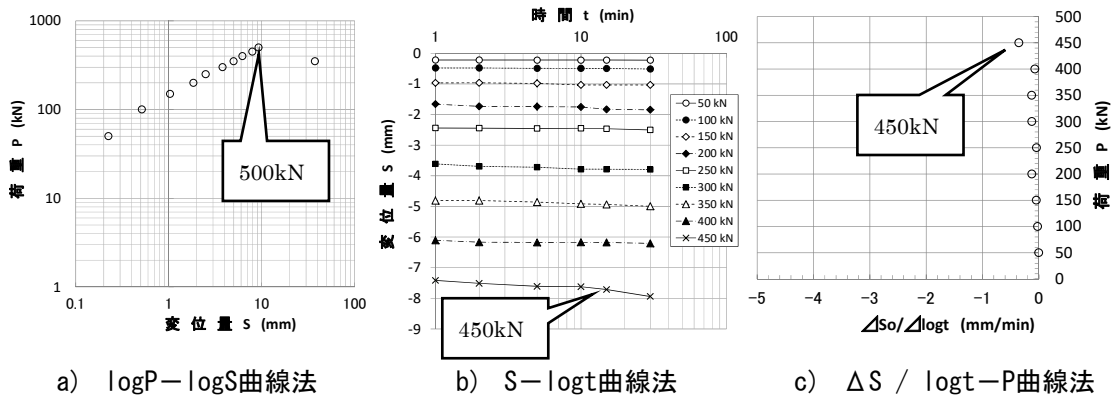 1000
100
10
1
荷 重 P (kN)
0.1
1
10
100
変 位 量 S (mm)
500kN
a) logP－logS曲線法
時 間 t (min)
1
10
100
0
-1
-2
-3
-4
-5
-6
-7
-8
-9
変 位 量 S (mm)
50 kN
100 kN
150 kN
200 kN
250 kN
300 kN
350 kN
400 kN
450 kN
450kN
b) S－logt曲線法
500
450
400
350
300
250
200
150
100
50
0
荷 重 P (kN)
450kN
-5
-4
-3
-2
-1
0
⊿So/⊿logt (mm/min)
c) ΔS / logt－P曲線法